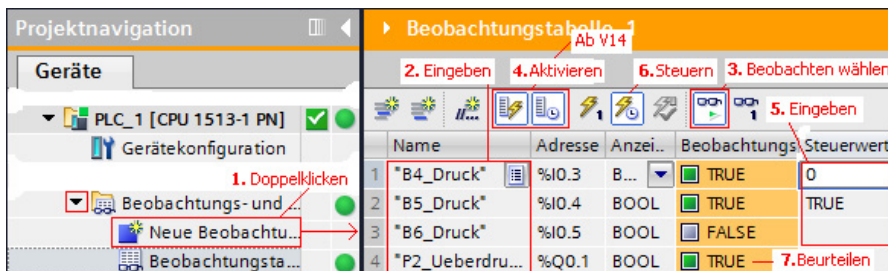 Projektnavigation
Beobachtungstabelle_1
Ab V14
Geräte
2. Eingeben
4.Aktivieren
6.Steuern
3. Beobachten wählen
5. Eingeben
PLC_1 [CPU 1513-1 PN]
Gerätekonfiguration
1. Doppelklicken
Beobachtungs- und ...
Neue Beobachtu...
Beobachtungsta...
Name Adresse Anzei.. Beobachtungs Steuerwert
1 "B4_Druck" %I0.3 B... TRUE 0
2 "B5_Druck" %I0.4 BOOL TRUE TRUE
3 "B6_Druck" %I0.5 BOOL FALSE
4 "P2_Ueberdru... %Q0.1 BOOL TRUE 7.Beurteilen